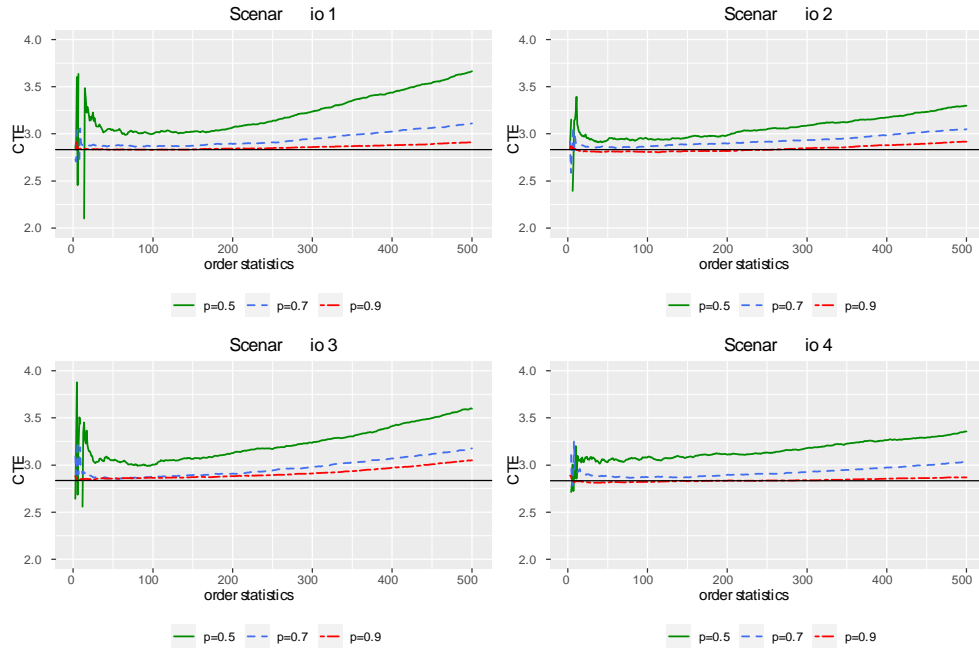 Scenar io 1
4.0
3.5
3.0
2.5
2.0
CTE
0 100 200 300 400 500
order statistics
p=0.5 p=0.7 p=0.9
Scenar io 2
4.0
3.5
3.0
2.5
2.0
CTE
0 100 200 300 400 500
order statistics
p=0.5 p=0.7 p=0.9
Scenar io 3
4.0
3.5
3.0
2.5
2.0
CTE
0 100 200 300 400 500
order statistics
p=0.5 p=0.7 p=0.9
Scenar io 4
4.0
3.5
3.0
2.5
2.0
CTE
0 100 200 300 400 500
order statistics
p=0.5 p=0.7 p=0.9